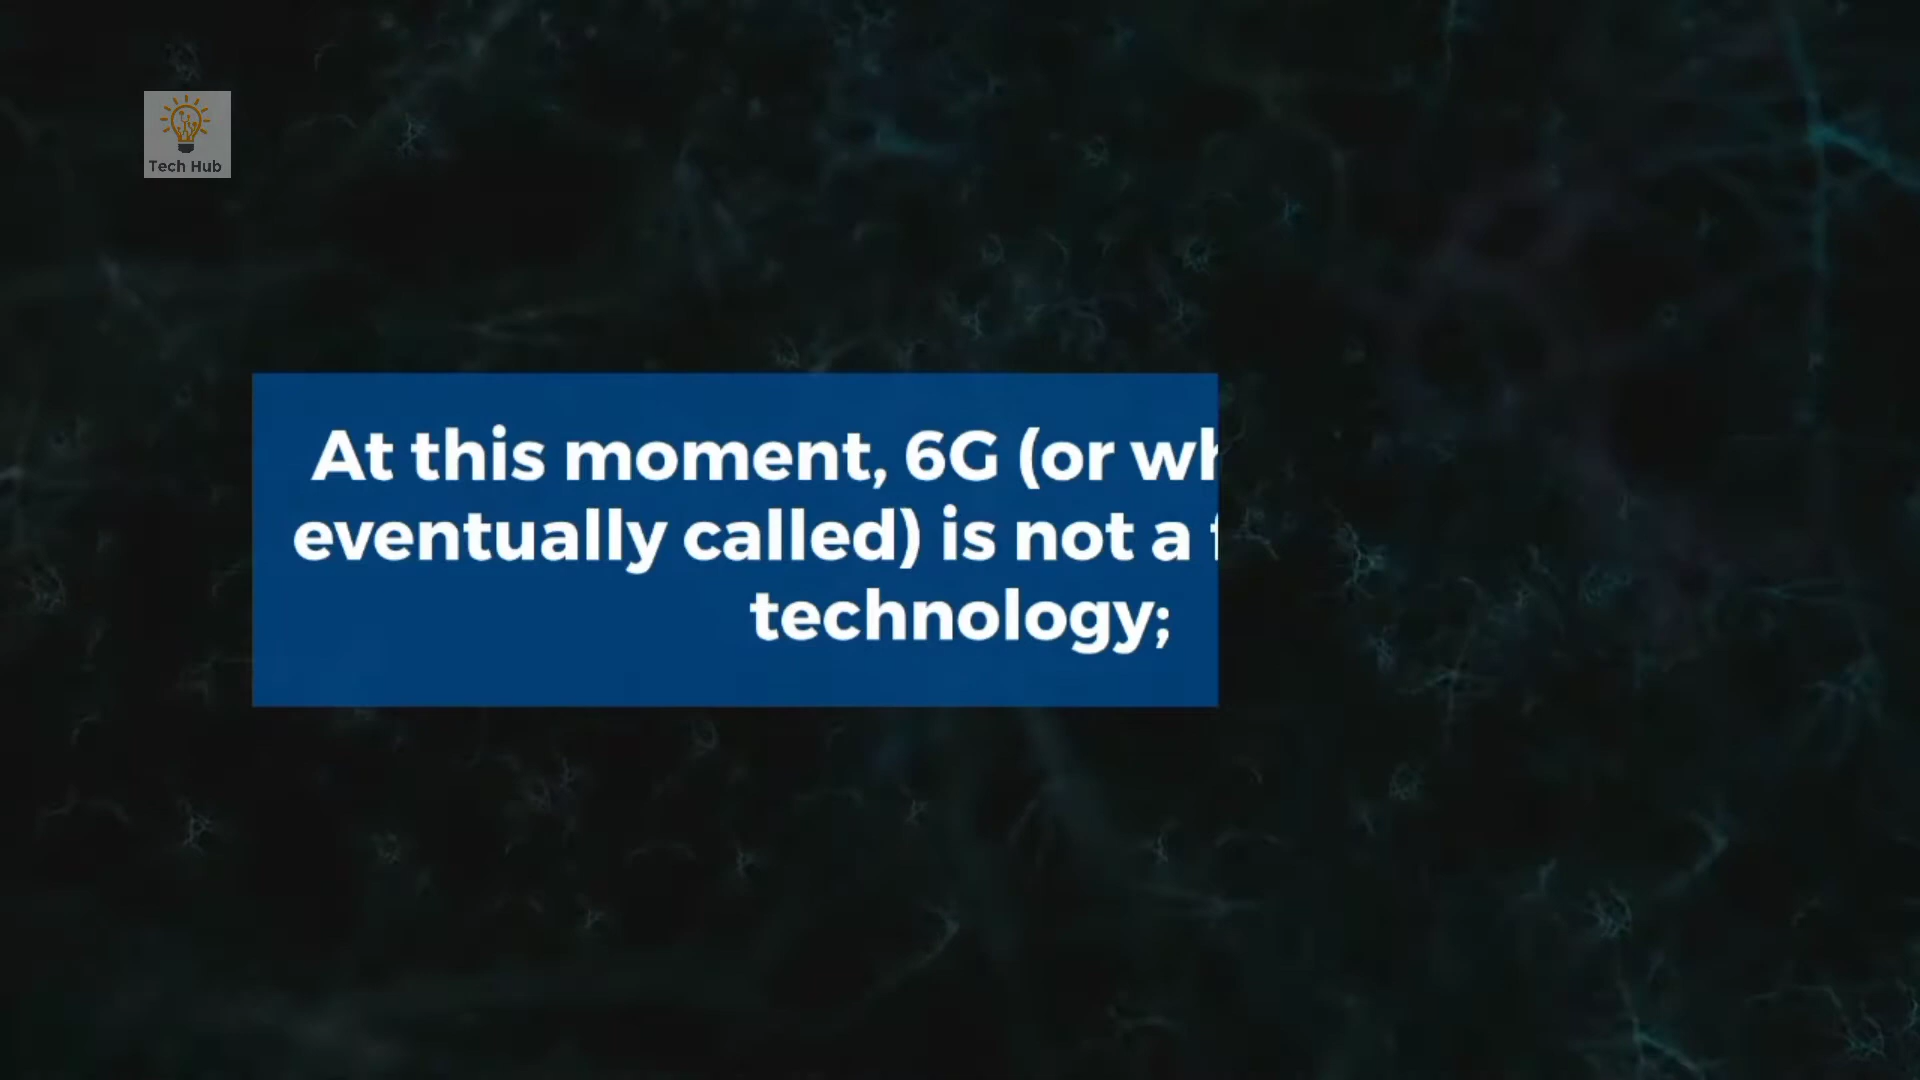 Tech Hub
At this moment, 6G (or
eventually called) is not a
technology;